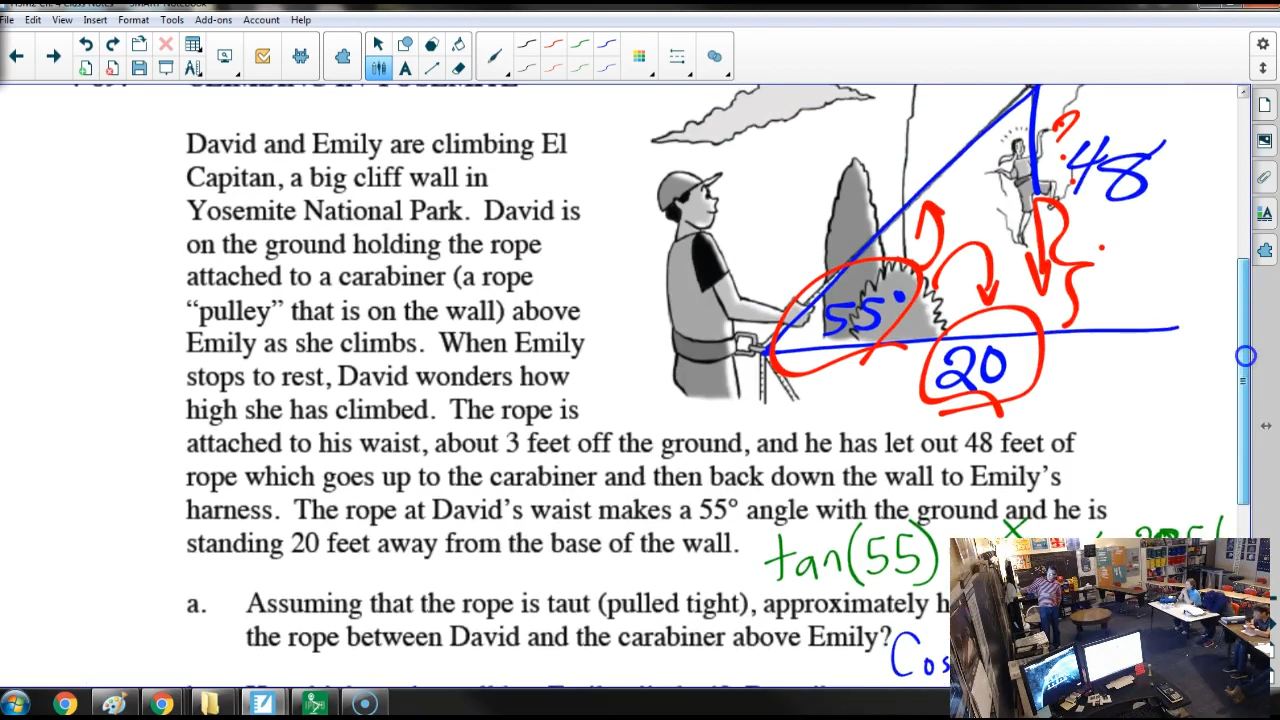 File Edit View Insert Format Tools Add-ons Account Help
David and Emily are climbing El
Capitan, a big cliff wall in
Yosemite National Park. David is
on the ground holding the rope
attached to a carabiner (a rope
“pulley” that is on the wall) above
Emily as she climbs. When Emily
stops to rest, David wonders how
high she has climbed. The rope is
attached to his waist, about 3 feet off the ground, and he has let out 48 feet of
rope which goes up to the carabiner and then back down the wall to Emily’s
harness. The rope at David’s waist makes a 55° angle with the ground and he is
standing 20 feet away from the base of the wall.
?
48
55°
20
tan(55) x
a. Assuming that the rope is taut (pulled tight), approximately h
the rope between David and the carabiner above Emily?
Cos